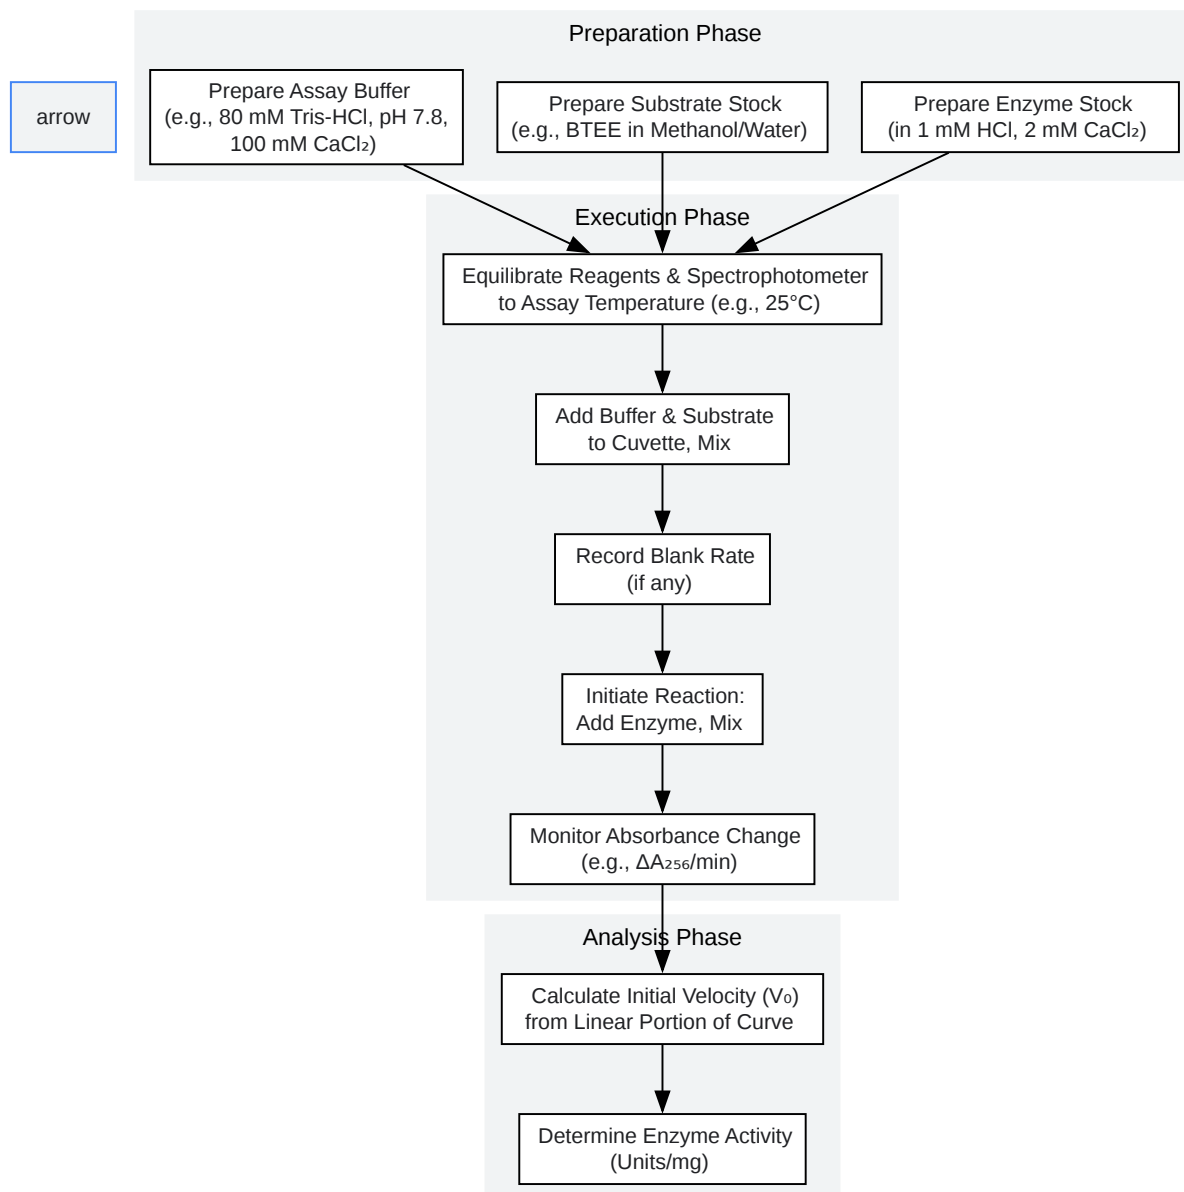 Preparation Phase
arrow
Prepare Assay Buffer
(e.g., 80 mM Tris-HCl, pH 7.8,
100 mM CaCl₂)
Prepare Substrate Stock
(e.g., BTEE in Methanol/Water)
Prepare Enzyme Stock
(in 1 mM HCl, 2 mM CaCl₂)
Execution Phase
Equilibrate Reagents & Spectrophotometer
to Assay Temperature (e.g., 25°C)
Add Buffer & Substrate
to Cuvette, Mix
Record Blank Rate
(if any)
Initiate Reaction:
Add Enzyme, Mix
Monitor Absorbance Change
(e.g., ΔA₂₅₆/min)
Analysis Phase
Calculate Initial Velocity (V₀)
from Linear Portion of Curve
Determine Enzyme Activity
(Units/mg)